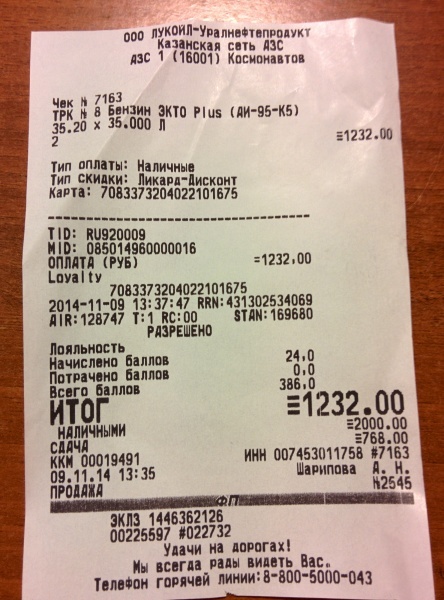 ООО ЛУКОЙЛ-Уралнефтепродукт
Казанская сеть АЗС
АЗС 1 (16001) Космонавтов
Чек № 7163
ТРК № 8 Бензин ЭКТО Plus (АИ-95-К5)
35.20 x 35.000 Л
2 ≡1232.00
Тип оплаты: Наличные
Тип скидки: Ликард-Дисконт
Карта: 7083373204022101675
--------------------------------
TID: RU920009
MID: 085014960000016
ОПЛАТА (РУБ) =1232,00
Loyalty
7083373204022101675
2014-11-09 13:37:47 RRN:431302534069
AIR:128747 T:1 RC:00 STAN:169680
РАЗРЕШЕНО
Лояльность
Начислено баллов 24,0
Потрачено баллов 0,0
Всего баллов 386,0
ИТОГ ≡1232.00
НАЛИЧНЫМИ ≡2000.00
СДАЧА ≡768.00
ККМ 00019491 ИНН 007453011758 #7163
09.11.14 13:35 Шарипова А. Н.
ПРОДАЖА №2545
ФП
ЭКЛЗ 1446362126
00225597 #022732
Удачи на дорогах!
Мы всегда рады видеть Вас.
Телефон горячей линии:8-800-5000-043